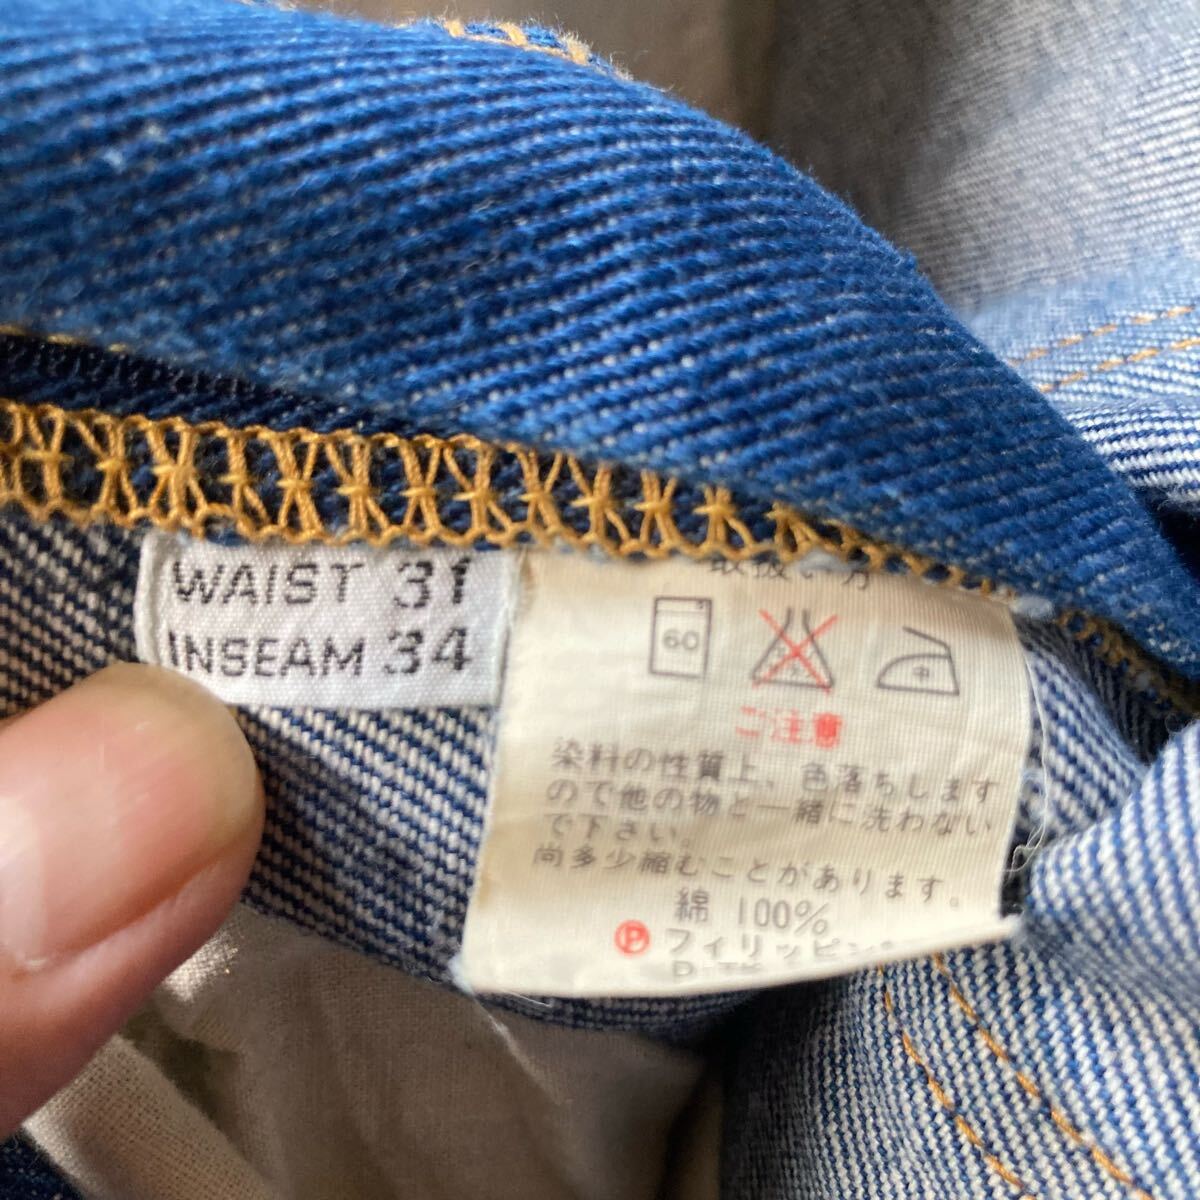 WAIST 31
INSEAM 34
取扱い方
60
中
ご注意
染料の性質上、色落ちします
ので他の物と一緒に洗わない
で下さい。
尚多少縮むことがあります。
綿 100%
Ⓟフィリッピン